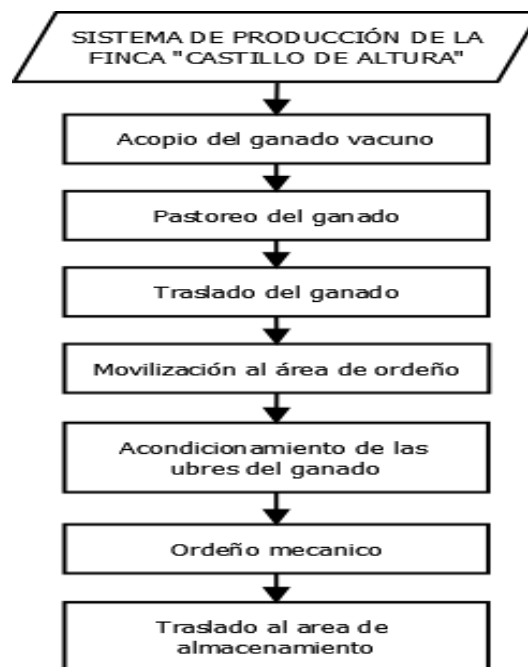 SISTEMA DE PRODUCCIÓN DE LA
FINCA "CASTILLO DE ALTURA"
Acopio del ganado vacuno
Pastoreo del ganado
Traslado del ganado
Movilización al área de ordeño
Acondicionamiento de las
ubres del ganado
Ordeño mecanico
Traslado al area de
almacenamiento